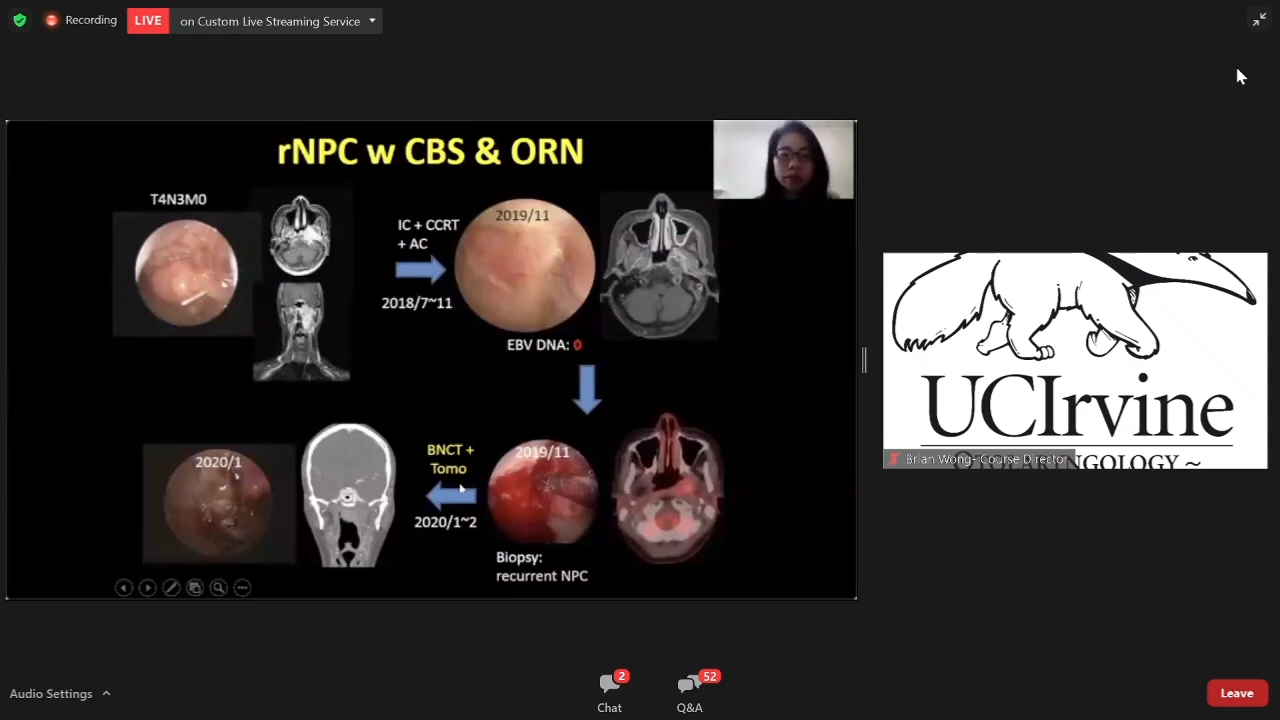 Recording
LIVE
on Custom Live Streaming Service
rNPC w CBS & ORN
T4N3M0
IC + CCRT
+ AC
2018/7~11
2019/11
EBV DNA: 0
2019/11
Biopsy:
recurrent NPC
BNCT +
Tomo
2020/1~2
2020/1
UCIrvine
Brian Wong- Course Director
~
Audio Settings
2
Chat
52
Q&A
Leave